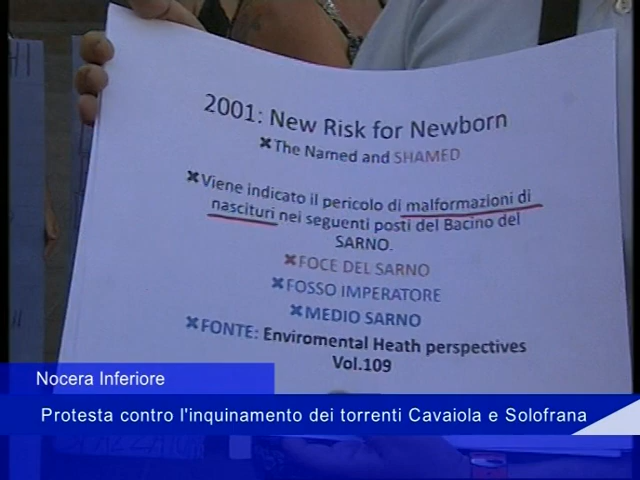 2001: New Risk for Newborn
✖The Named and SHAMED
✖Viene indicato il pericolo di malformazioni di
nascituri nei seguenti posti del Bacino del
SARNO.
✖FOCE DEL SARNO
✖FOSSO IMPERATORE
✖MEDIO SARNO
✖FONTE: Enviromental Heath perspectives
Vol.109
Nocera Inferiore
Protesta contro l'inquinamento dei torrenti Cavaiola e Solofrana